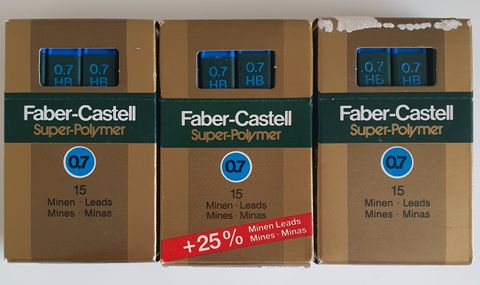 0.7 0.7
HB HB
Faber-Castell
Super-Polymer
0.7
15
Minen · Leads
Mines · Minas
0.7 0.7
HB HB
Faber-Castell
Super-Polymer
0.7
15
Minen · Leads
Mines · Minas
+25% Minen Leads
Mines · Minas
0.7 0.7
HB HB
Faber-Castell
Super-Polymer
0.7
15
Minen · Leads
Mines · Minas